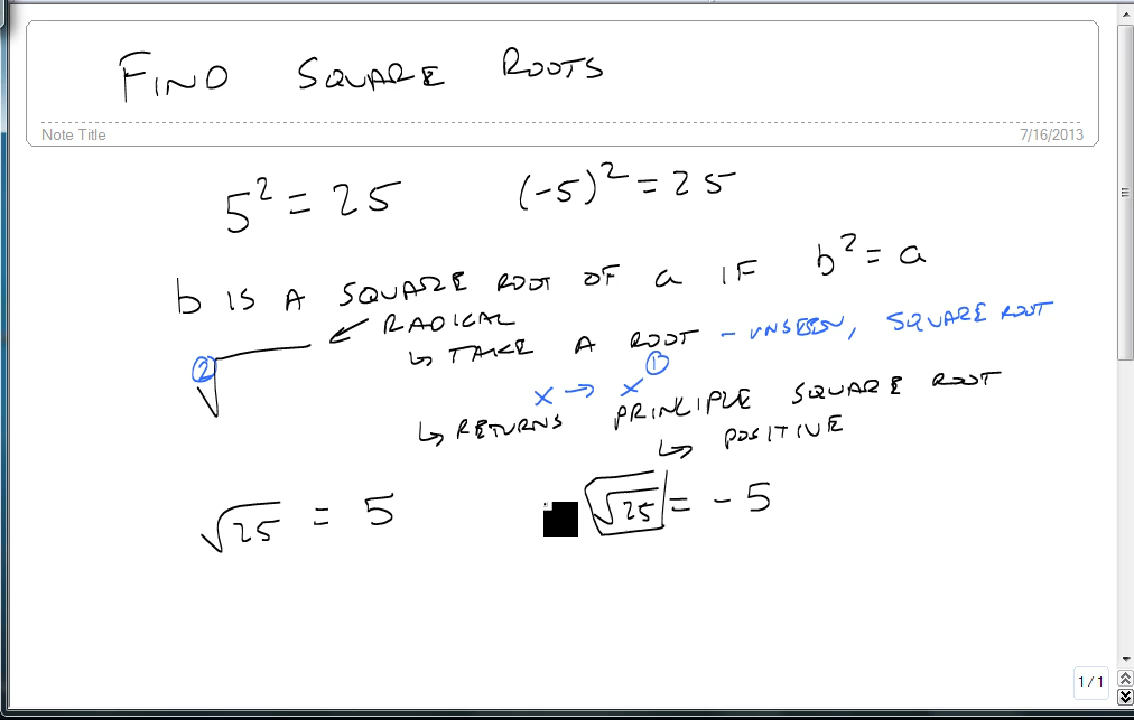 FIND SQUARE ROOTS
Note Title
7/16/2013
5² = 25 (-5)² = 25
b IS A SQUARE ROOT OF a IF b² = a
RADICAL
↳ TAKE A ROOT - UNSEEN, SQUARE ROOT
2√
x → x¹
↳ RETURNS PRINCIPLE SQUARE ROOT
↳ POSITIVE
√25 = 5 √25 = -5
1/1